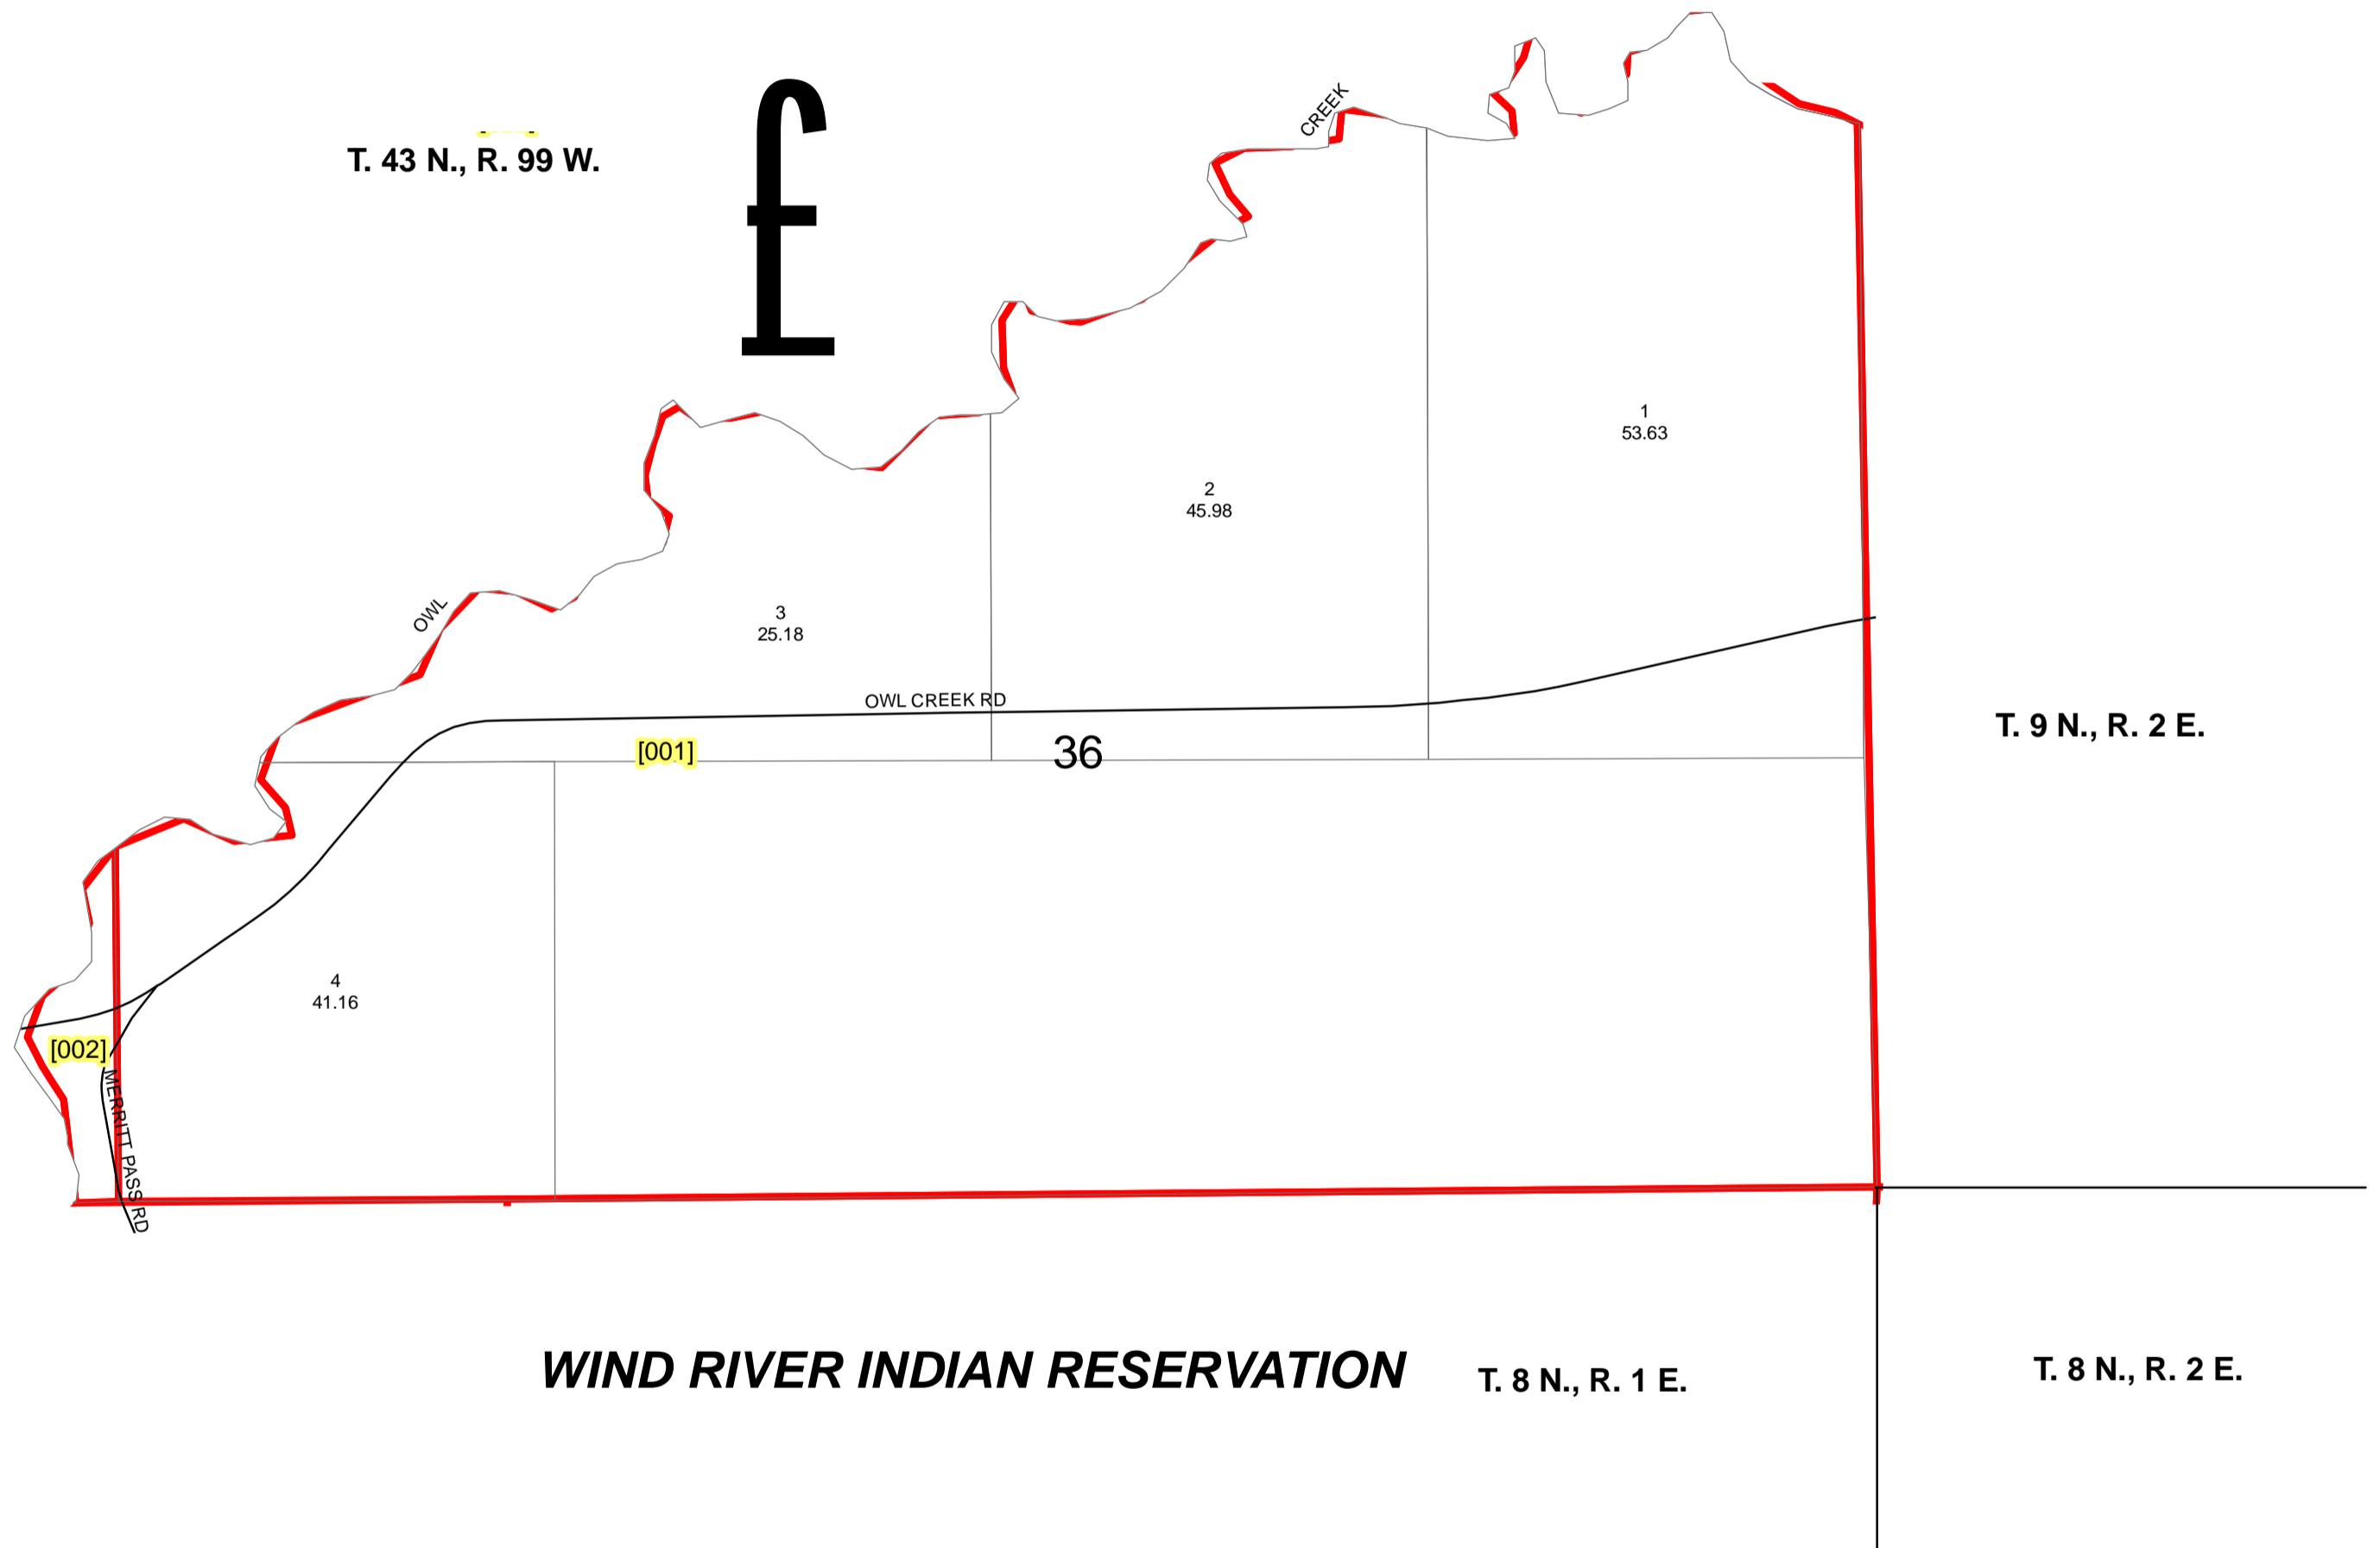 T. 43 N., R. 99 W.
£
CREEK
1
53.63
2
45.98
OWL
3
25.18
OWL CREEK RD
[001]
36
T. 9 N., R. 2 E.
4
41.16
[002]
MERRITT PASS RD
WIND RIVER INDIAN RESERVATION
T. 8 N., R. 1 E.
T. 8 N., R. 2 E.